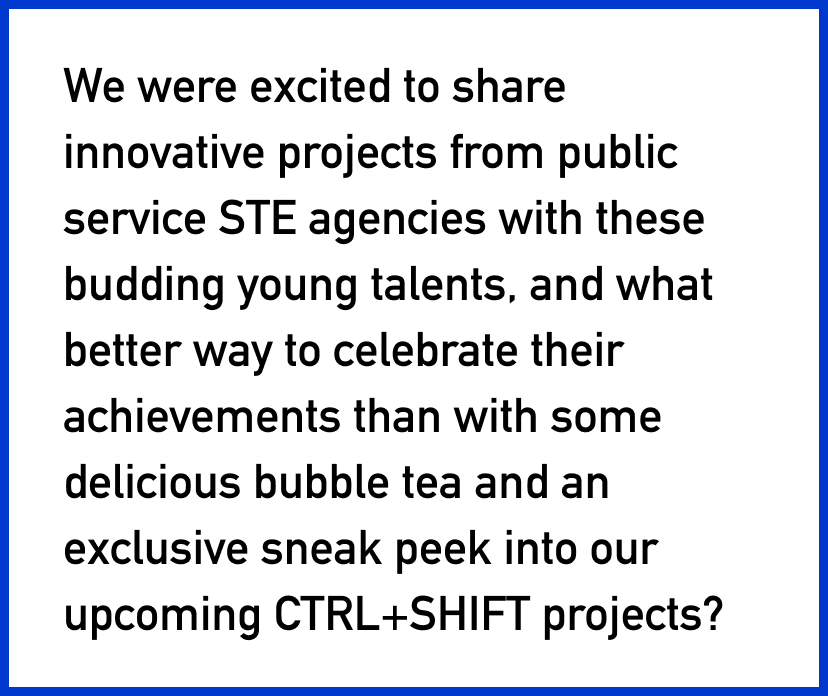 We were excited to share
innovative projects from public
service STE agencies with these
budding young talents, and what
better way to celebrate their
achievements than with some
delicious bubble tea and an
exclusive sneak peek into our
upcoming CTRL+SHIFT projects?